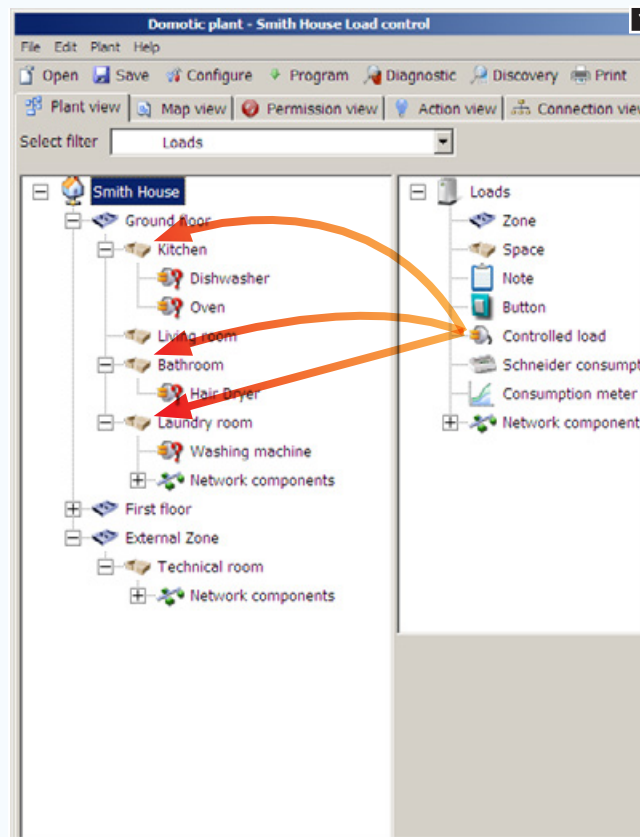 Domotic plant - Smith House Load control
File Edit Plant Help
Open Save Configure Program Diagnostic Discovery Print
Plant view Map view Permission view Action view Connection view
Select filter Loads
Smith House
Ground floor
Kitchen
Dishwasher
Oven
Living room
Bathroom
Hair Dryer
Laundry room
Washing machine
Network components
First floor
External Zone
Technical room
Network components
Loads
Zone
Space
Note
Button
Controlled load
Schneider consumpt
Consumption meter
Network component